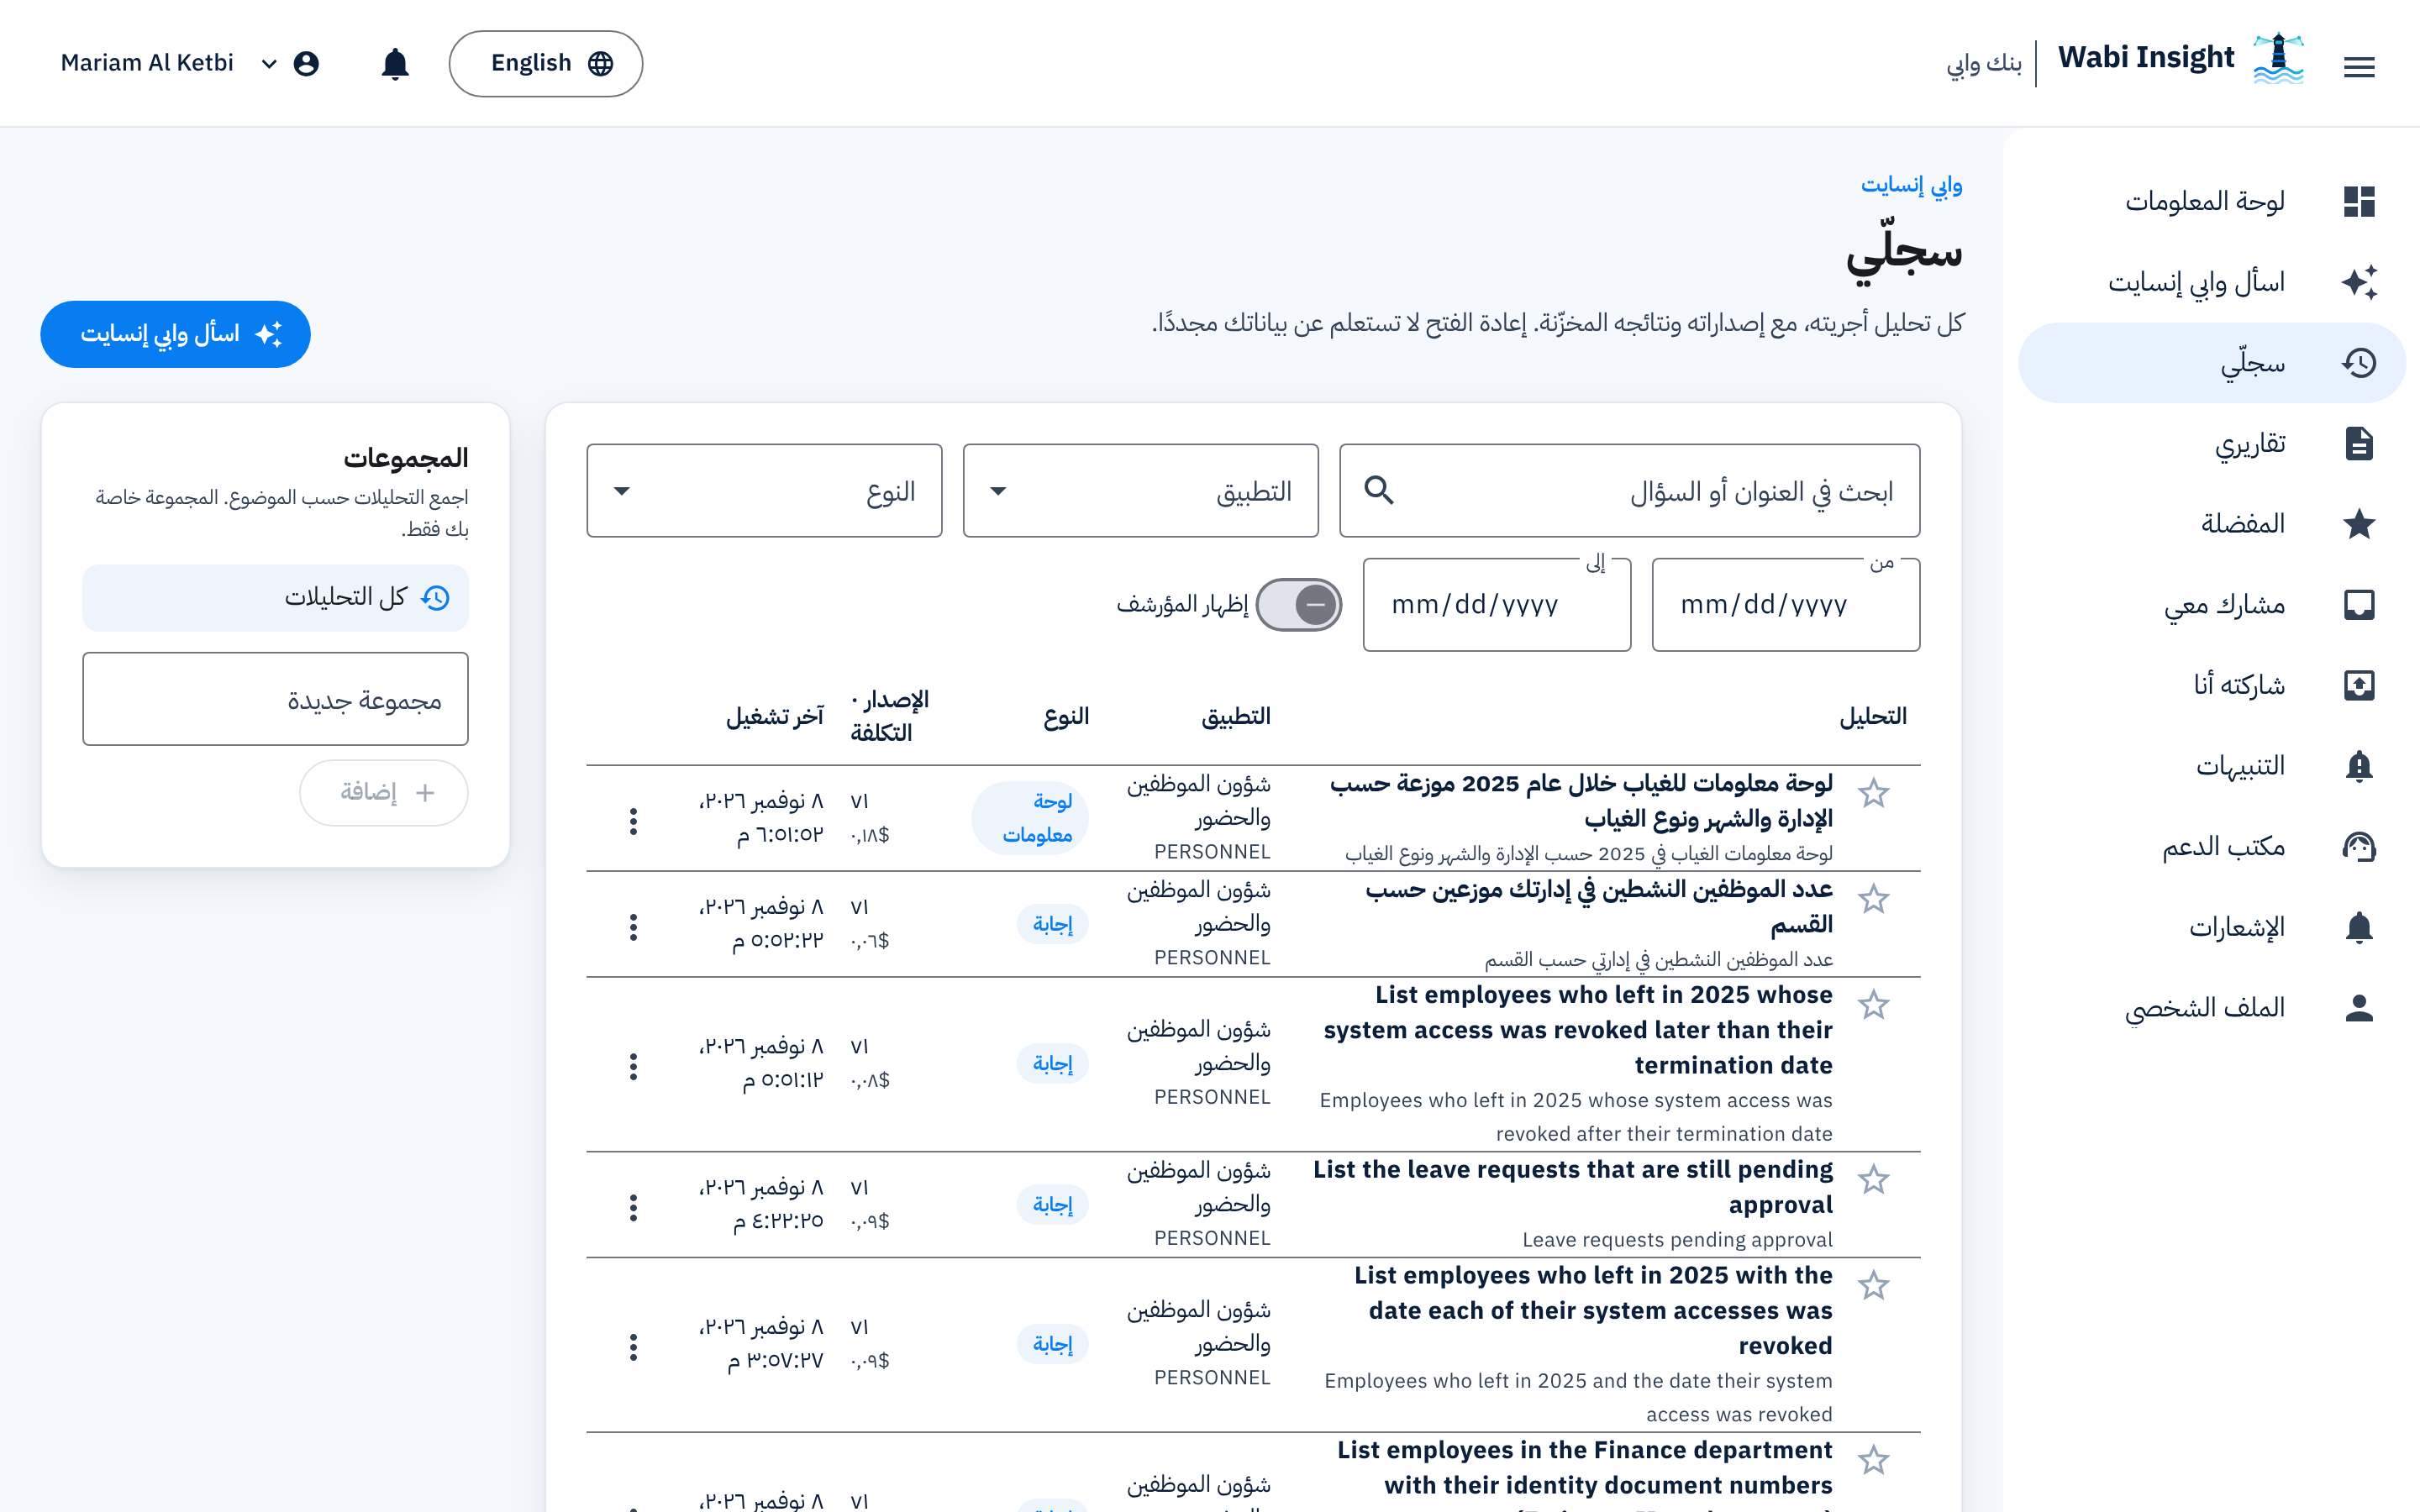 Wabi Insight
بنك وابي
English
Mariam Al Ketbi
لوحة المعلومات
اسأل وابي إنسايت
سجلّي
تقاريري
المفضلة
مشارك معي
شاركته أنا
التنبيهات
مكتب الدعم
الإشعارات
الملف الشخصي
وابي إنسايت
سجلّي
كل تحليل أجريته، مع إصداراته ونتائجه المخزّنة. إعادة الفتح لا تستعلم عن بياناتك مجددًا.
اسأل وابي إنسايت
ابحث في العنوان أو السؤال
التطبيق
النوع
من
mm/dd/yyyy
إلى
mm/dd/yyyy
إظهار المؤرشف
التحليل
التطبيق
النوع
الإصدار ·
التكلفة
آخر تشغيل
لوحة معلومات للغياب خلال عام 2025 موزعة حسب
الإدارة والشهر ونوع الغياب
لوحة معلومات الغياب في 2025 حسب الإدارة والشهر ونوع الغياب
شؤون الموظفين
والحضور
PERSONNEL
لوحة
معلومات
v١
٠٫١٨$
٨ نوفمبر ٢٠٢٦،
٦:٥١:٥٢ م
عدد الموظفين النشطين في إدارتك موزعين حسب
القسم
عدد الموظفين النشطين في إدارتي حسب القسم
شؤون الموظفين
والحضور
PERSONNEL
إجابة
v١
٠٫٠٦$
٨ نوفمبر ٢٠٢٦،
٥:٥٢:٢٢ م
List employees who left in 2025 whose
system access was revoked later than their
termination date
Employees who left in 2025 whose system access was
revoked after their termination date
شؤون الموظفين
والحضور
PERSONNEL
إجابة
v١
٠٫٠٨$
٨ نوفمبر ٢٠٢٦،
٥:٥١:١٢ م
List the leave requests that are still pending
approval
Leave requests pending approval
شؤون الموظفين
والحضور
PERSONNEL
إجابة
v١
٠٫٠٩$
٨ نوفمبر ٢٠٢٦،
٤:٢٢:٢٥ م
List employees who left in 2025 with the
date each of their system accesses was
revoked
Employees who left in 2025 and the date their system
access was revoked
شؤون الموظفين
والحضور
PERSONNEL
إجابة
v١
٠٫٠٩$
٨ نوفمبر ٢٠٢٦،
٣:٥٧:٢٧ م
List employees in the Finance department
with their identity document numbers
شؤون الموظفين
v١
٨ نوفمبر ٢٠٢٦،
المجموعات
اجمع التحليلات حسب الموضوع. المجموعة خاصة
بك فقط.
كل التحليلات
مجموعة جديدة
إضافة